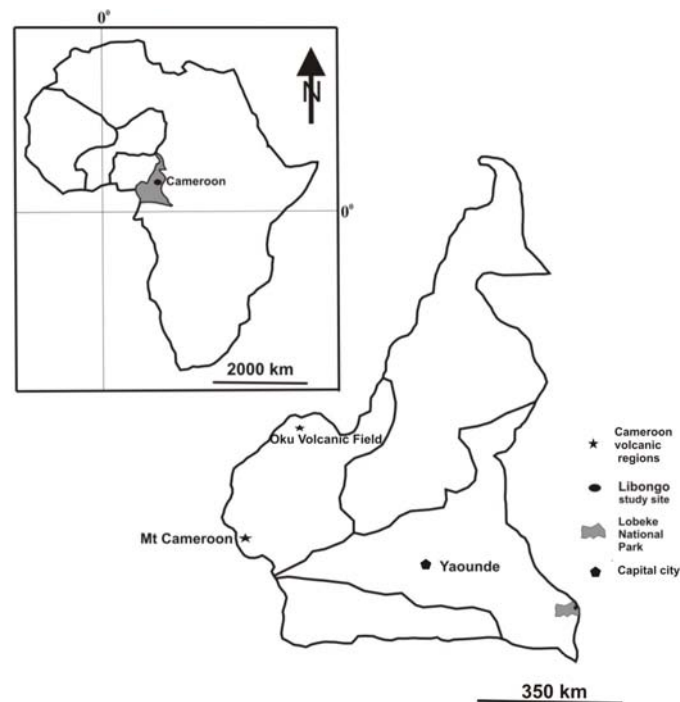 0°
N
Cameroon
0°
2000 km
Oku Volcanic Field
Mt Cameroon
Yaounde
Cameroon
volcanic
regions
Libongo
study site
Lobeke
National
Park
Capital city
350 km